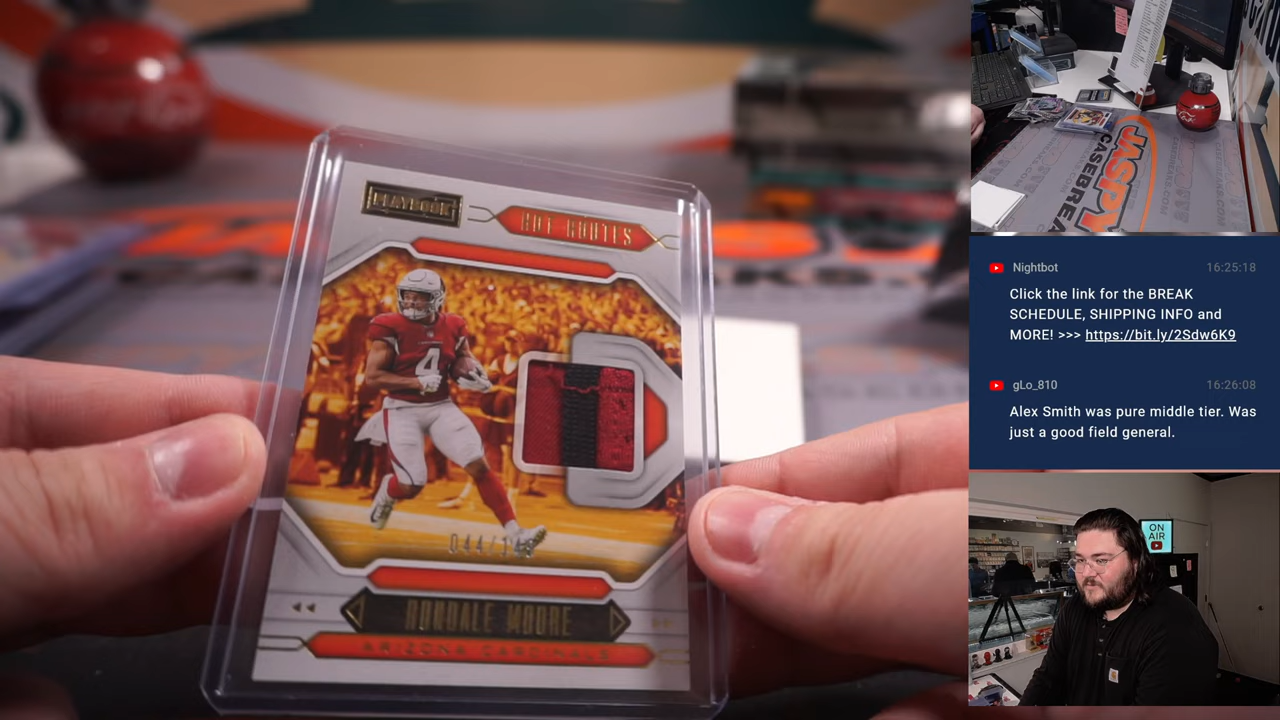 PLAYBOOK
HOT ROUTES
4
RONDALE MOORE
ARIZONA CARDINALS
JASPY
CASEBREA
Nightbot 16:25:18
Click the link for the BREAK
SCHEDULE, SHIPPING INFO and
MORE! >>> https://bit.ly/2Sdw6K9
gLo_810 16:26:08
Alex Smith was pure middle tier. Was
just a good field general.
ON
AIR